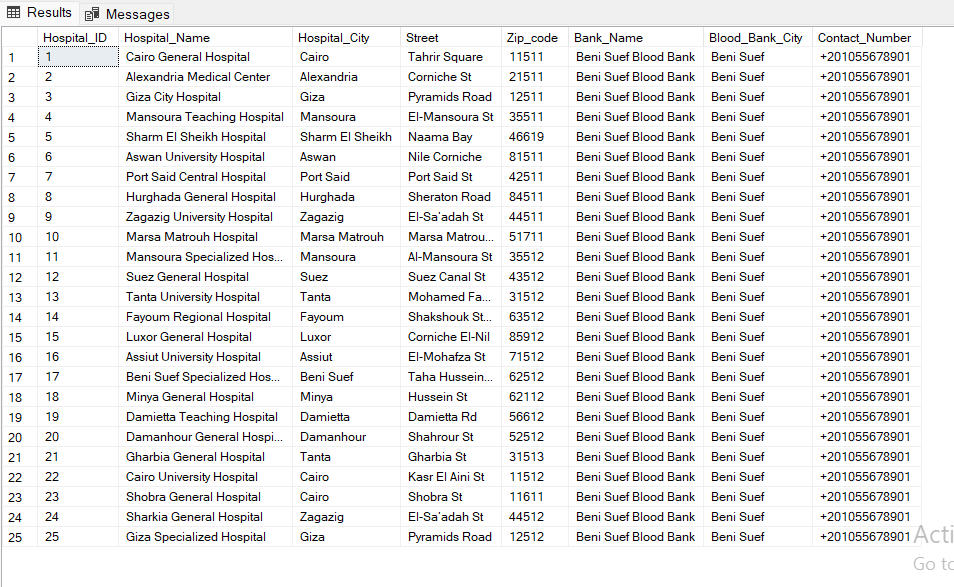 Results Messages
Hospital_ID Hospital_Name Hospital_City Street Zip_code Bank_Name Blood_Bank_City Contact_Number
1 1 Cairo General Hospital Cairo Tahrir Square 11511 Beni Suef Blood Bank Beni Suef +201055678901
2 2 Alexandria Medical Center Alexandria Corniche St 21511 Beni Suef Blood Bank Beni Suef +201055678901
3 3 Giza City Hospital Giza Pyramids Road 12511 Beni Suef Blood Bank Beni Suef +201055678901
4 4 Mansoura Teaching Hospital Mansoura El-Mansoura St 35511 Beni Suef Blood Bank Beni Suef +201055678901
5 5 Sharm El Sheikh Hospital Sharm El Sheikh Naama Bay 46619 Beni Suef Blood Bank Beni Suef +201055678901
6 6 Aswan University Hospital Aswan Nile Corniche 81511 Beni Suef Blood Bank Beni Suef +201055678901
7 7 Port Said Central Hospital Port Said Port Said St 42511 Beni Suef Blood Bank Beni Suef +201055678901
8 8 Hurghada General Hospital Hurghada Sheraton Road 84511 Beni Suef Blood Bank Beni Suef +201055678901
9 9 Zagazig University Hospital Zagazig El-Sa'adah St 44511 Beni Suef Blood Bank Beni Suef +201055678901
10 10 Marsa Matrouh Hospital Marsa Matrouh Marsa Matrou... 51711 Beni Suef Blood Bank Beni Suef +201055678901
11 11 Mansoura Specialized Hos... Mansoura Al-Mansoura St 35512 Beni Suef Blood Bank Beni Suef +201055678901
12 12 Suez General Hospital Suez Suez Canal St 43512 Beni Suef Blood Bank Beni Suef +201055678901
13 13 Tanta University Hospital Tanta Mohamed Fa... 31512 Beni Suef Blood Bank Beni Suef +201055678901
14 14 Fayoum Regional Hospital Fayoum Shakshouk St... 63512 Beni Suef Blood Bank Beni Suef +201055678901
15 15 Luxor General Hospital Luxor Corniche El-Nil 85912 Beni Suef Blood Bank Beni Suef +201055678901
16 16 Assiut University Hospital Assiut El-Mohafza St 71512 Beni Suef Blood Bank Beni Suef +201055678901
17 17 Beni Suef Specialized Hos... Beni Suef Taha Hussein... 62512 Beni Suef Blood Bank Beni Suef +201055678901
18 18 Minya General Hospital Minya Hussein St 62112 Beni Suef Blood Bank Beni Suef +201055678901
19 19 Damietta Teaching Hospital Damietta Damietta Rd 56612 Beni Suef Blood Bank Beni Suef +201055678901
20 20 Damanhour General Hospi... Damanhour Shahrour St 52512 Beni Suef Blood Bank Beni Suef +201055678901
21 21 Gharbia General Hospital Tanta Gharbia St 31513 Beni Suef Blood Bank Beni Suef +201055678901
22 22 Cairo University Hospital Cairo Kasr El Aini St 11512 Beni Suef Blood Bank Beni Suef +201055678901
23 23 Shobra General Hospital Cairo Shobra St 11611 Beni Suef Blood Bank Beni Suef +201055678901
24 24 Sharkia General Hospital Zagazig El-Sa'adah St 44512 Beni Suef Blood Bank Beni Suef +201055678901
25 25 Giza Specialized Hospital Giza Pyramids Road 12512 Beni Suef Blood Bank Beni Suef +201055678901
Acti
Go to